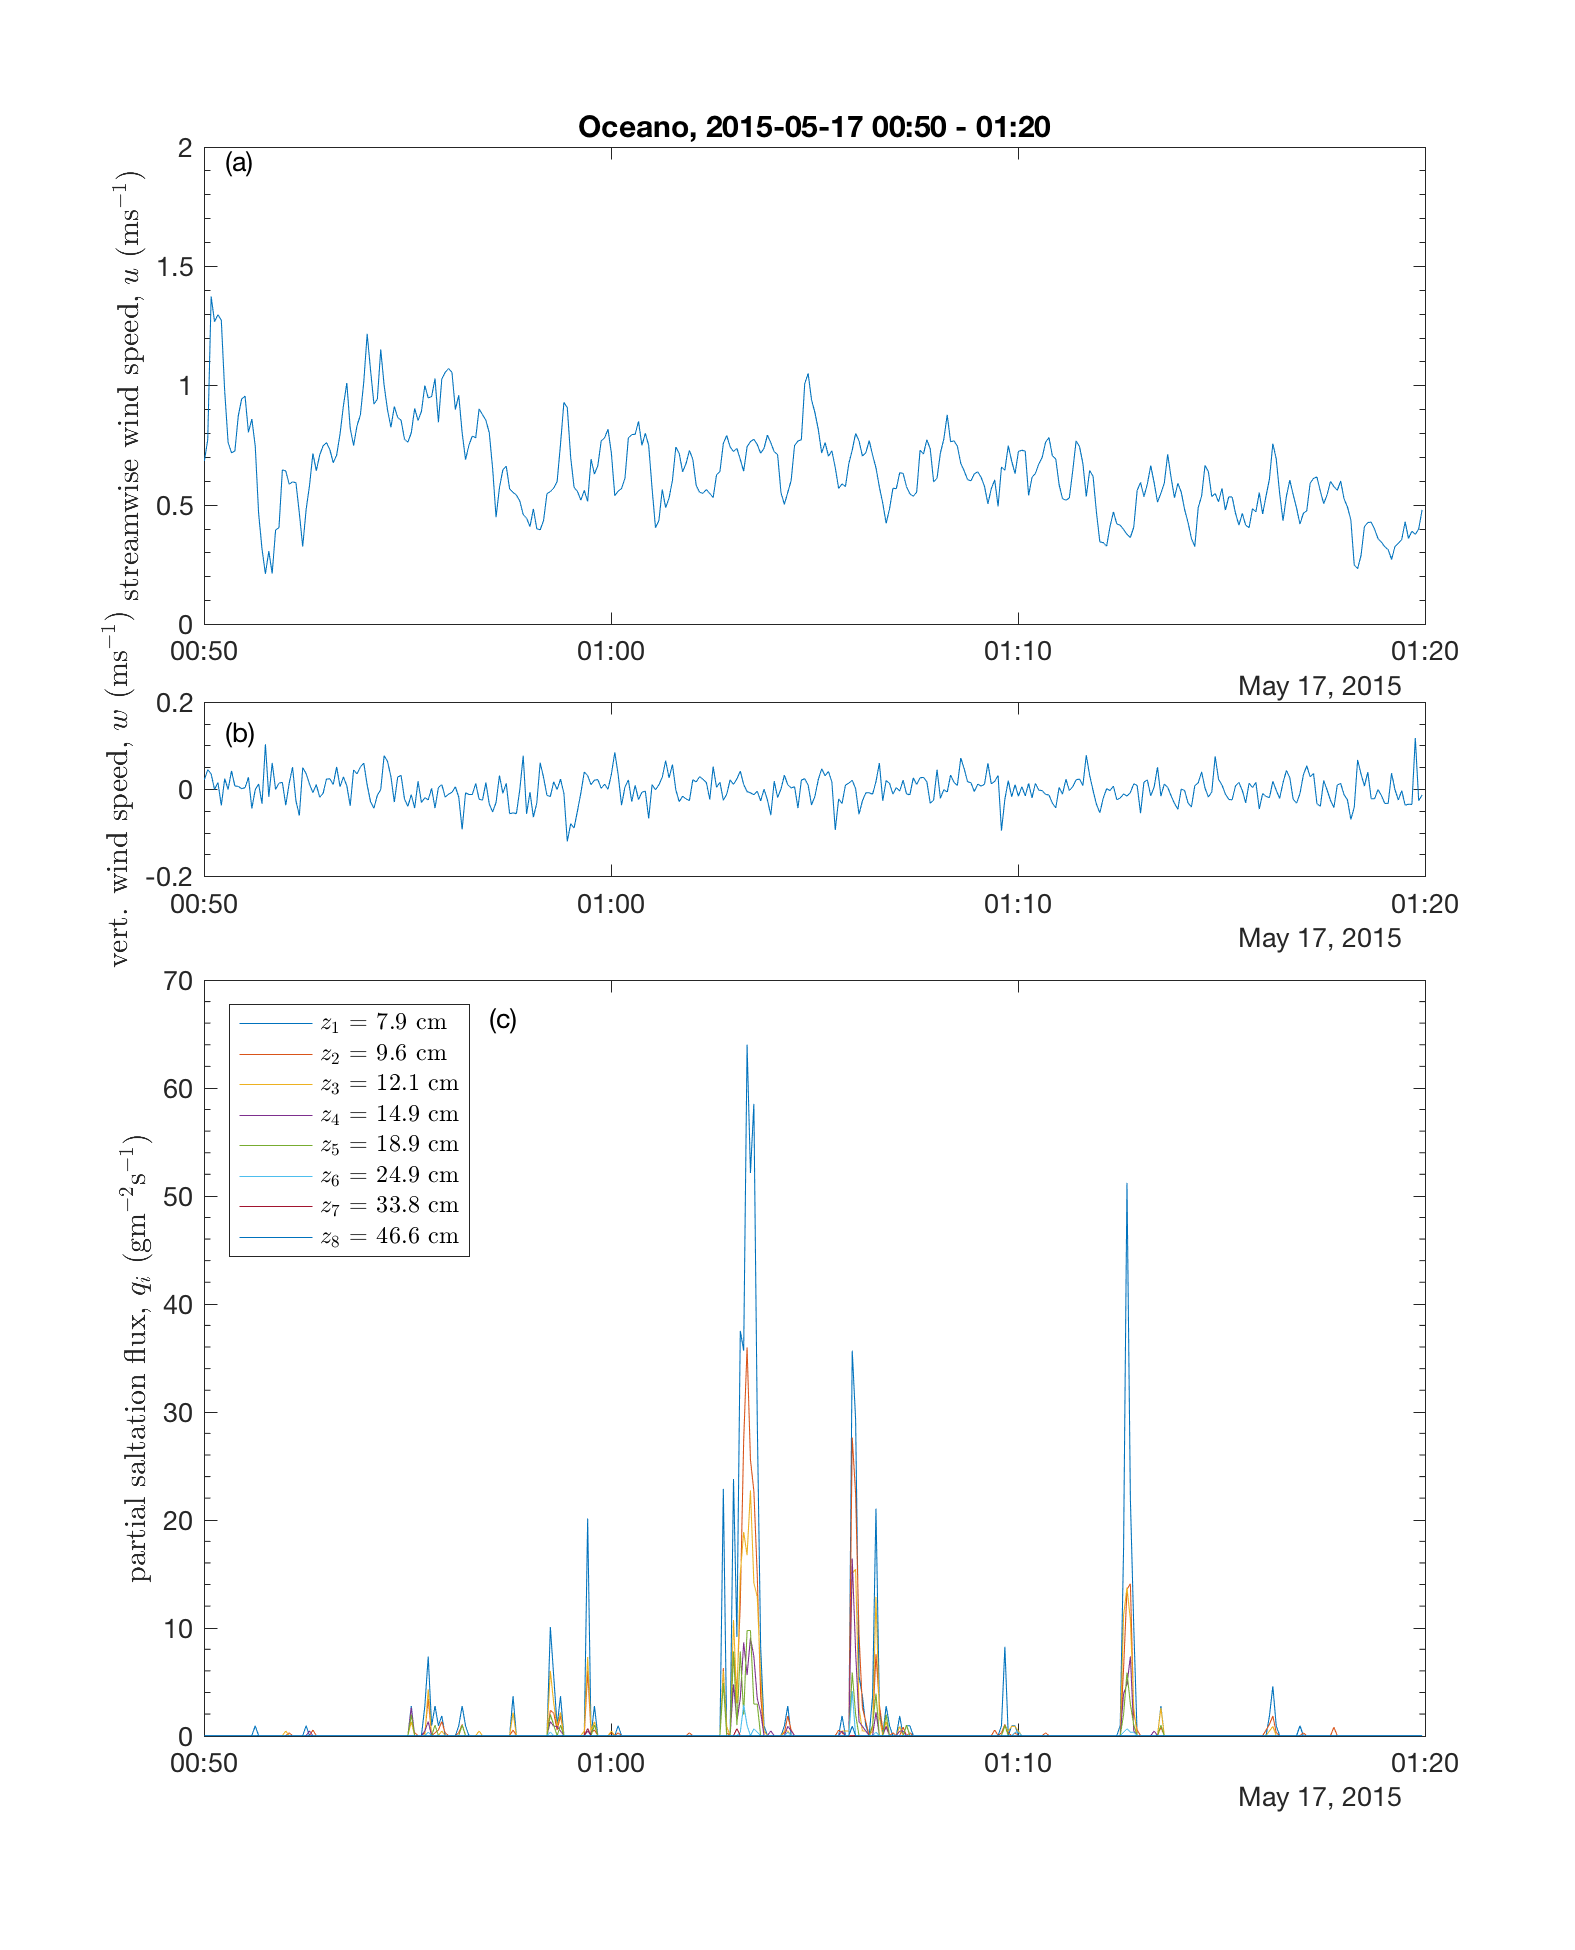 Oceano, 2015-05-17 00:50 - 01:20
(a)
streamwise wind speed, u (ms⁻¹)
2
1.5
1
0.5
0
00:50 01:00 01:10 01:20
May 17, 2015
(b)
vert. wind speed, w (ms⁻¹)
0.2
0
-0.2
00:50 01:00 01:10 01:20
May 17, 2015
(c)
partial saltation flux, qᵢ (gm⁻²s⁻¹)
70
60
50
40
30
20
10
0
z₁ = 7.9 cm
z₂ = 9.6 cm
z₃ = 12.1 cm
z₄ = 14.9 cm
z₅ = 18.9 cm
z₆ = 24.9 cm
z₇ = 33.8 cm
z₈ = 46.6 cm
00:50 01:00 01:10 01:20
May 17, 2015